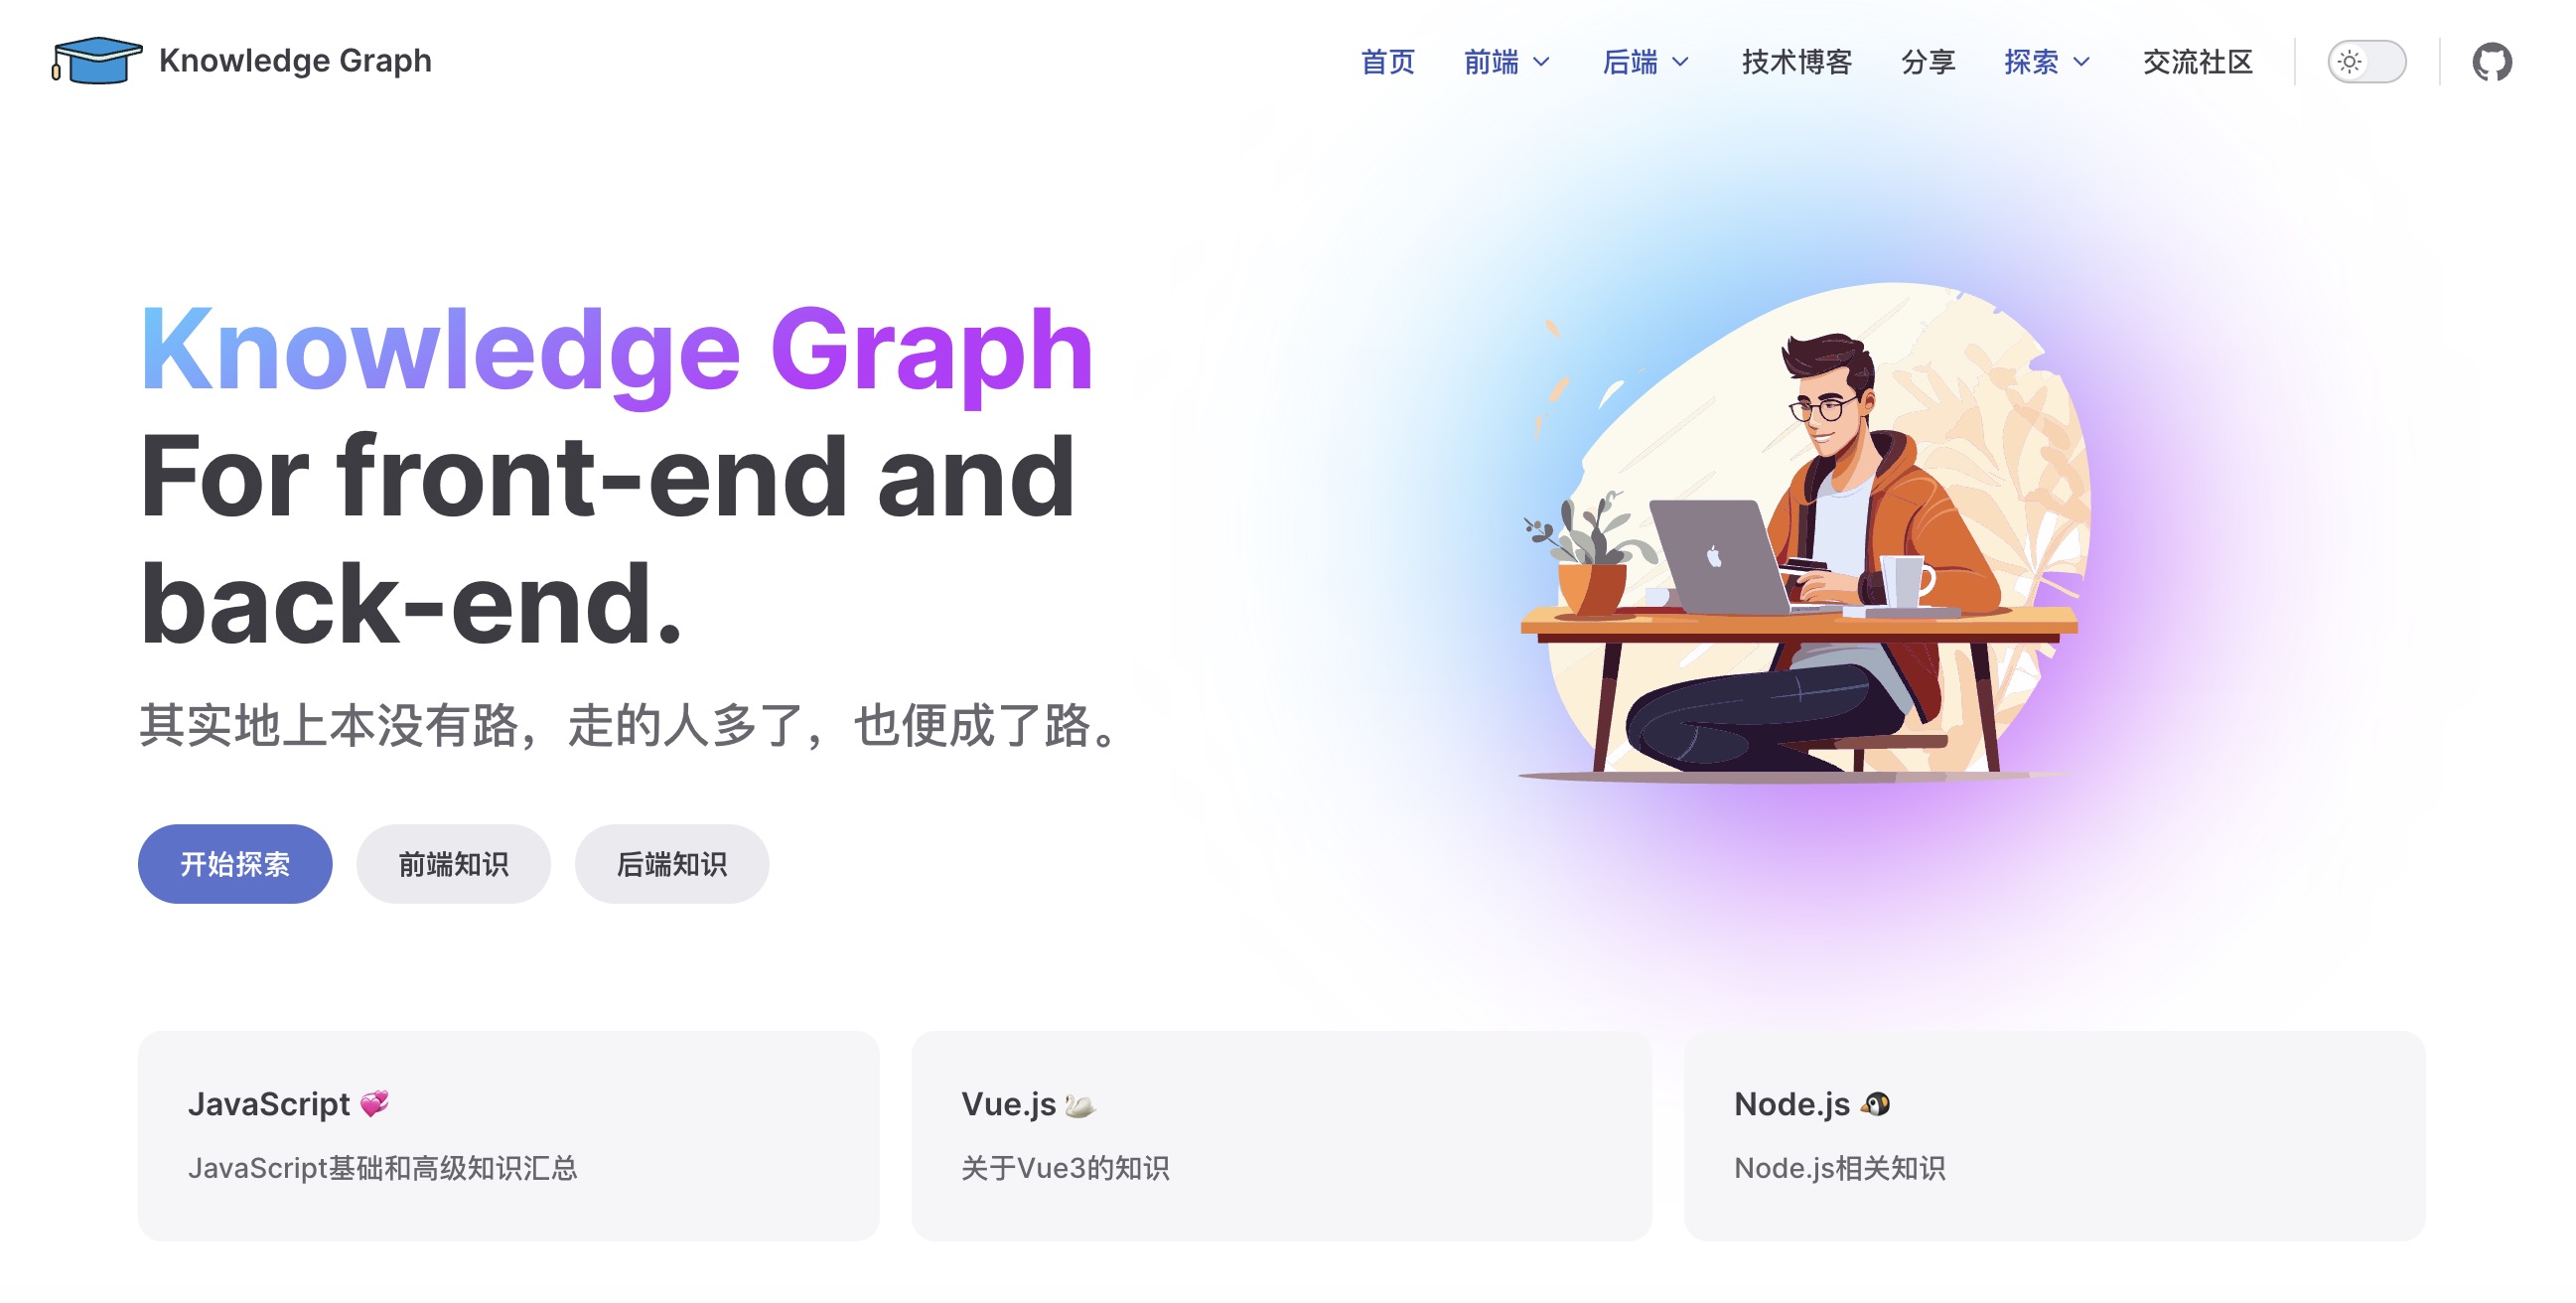 Knowledge Graph
首页 前端 后端 技术博客 分享 探索 交流社区
Knowledge Graph
For front-end and
back-end.
其实地上本没有路，走的人多了，也便成了路。
开始探索 前端知识 后端知识
JavaScript 💞
JavaScript基础和高级知识汇总
Vue.js 🦢
关于Vue3的知识
Node.js 🐧
Node.js相关知识